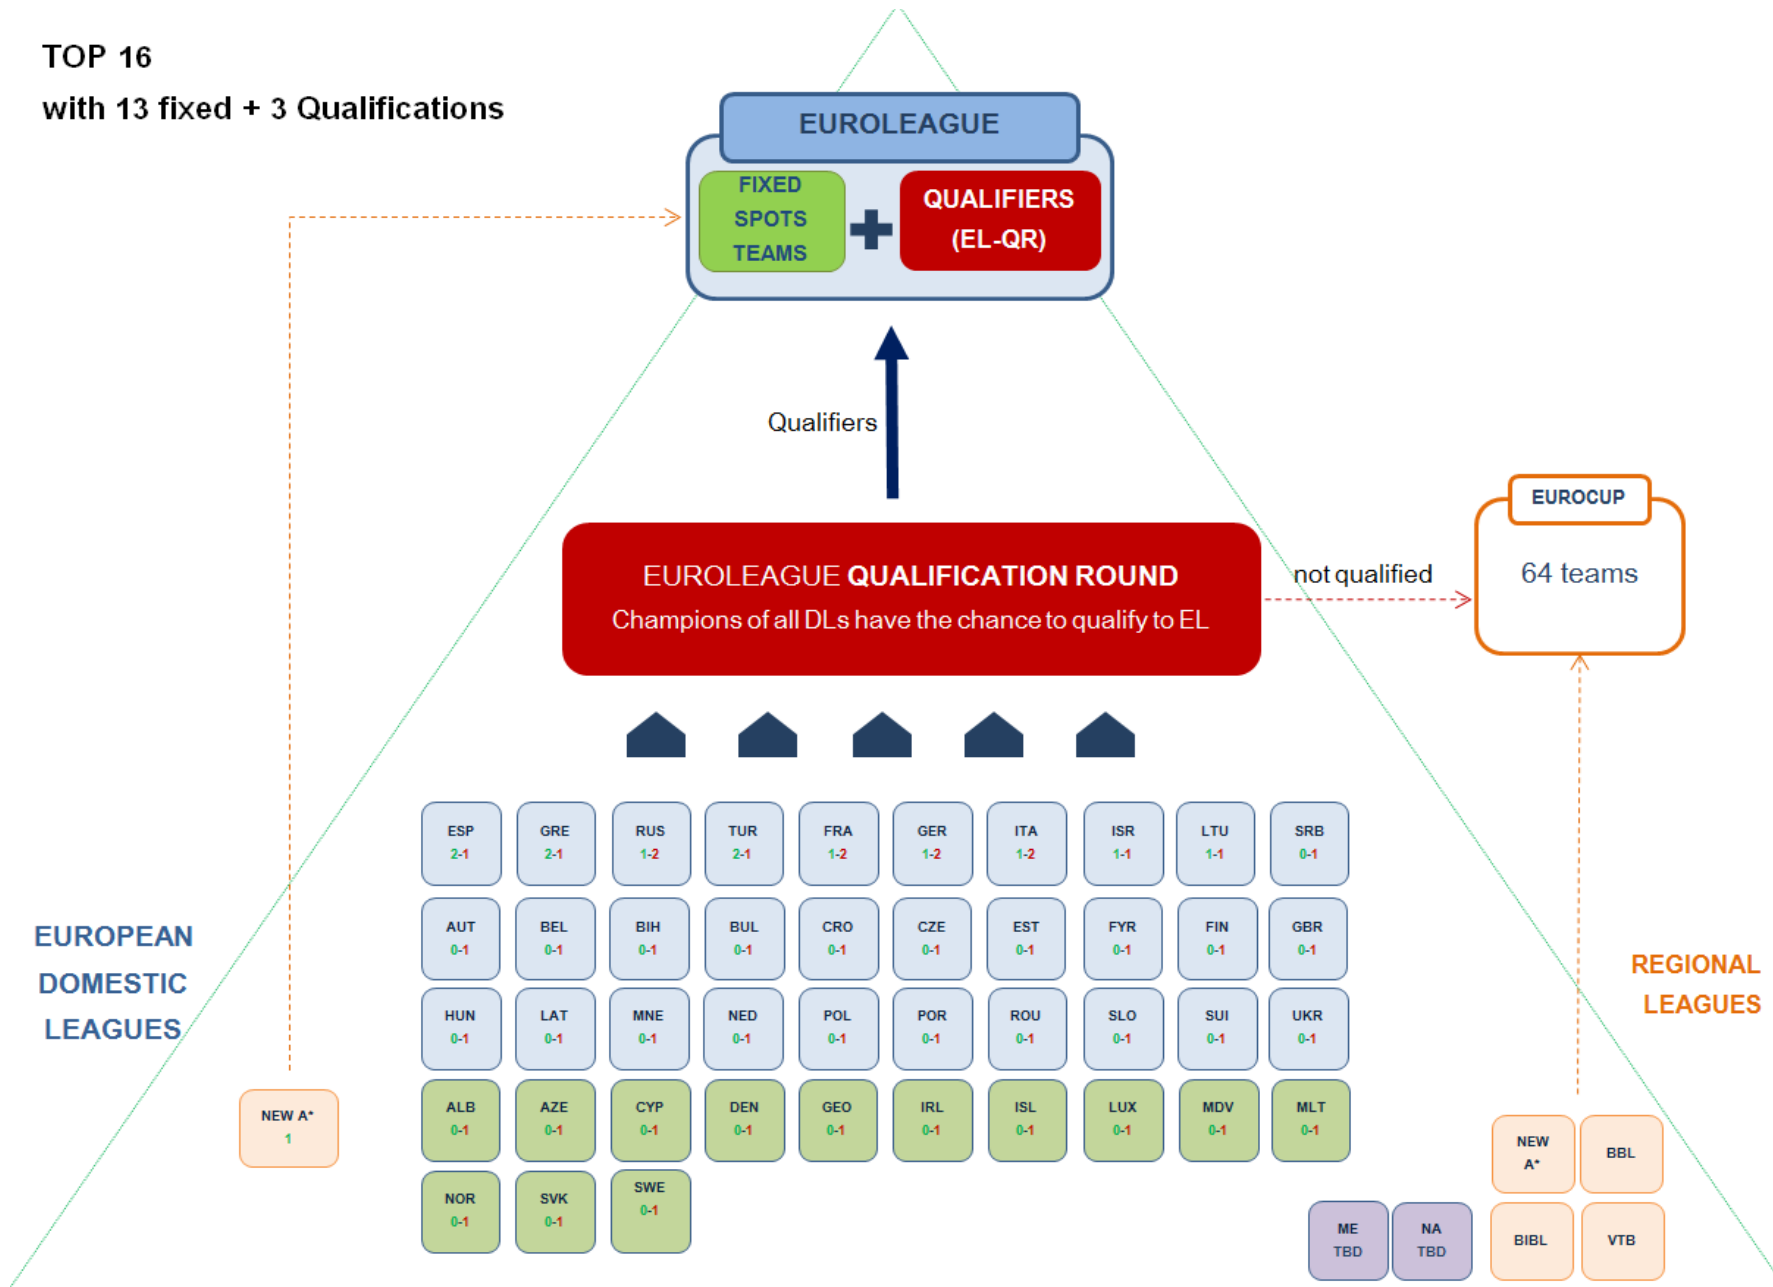 TOP 16
with 13 fixed + 3 Qualifications
EUROLEAGUE
FIXED
SPOTS
TEAMS
QUALIFIERS
(EL-QR)
Qualifiers
EUROLEAGUE QUALIFICATION ROUND
Champions of all DLs have the chance to qualify to EL
not qualified
EUROCUP
64 teams
ESP GRE RUS TUR FRA GER ITA ISR LTU SRB
2-1 2-1 1-2 2-1 1-2 1-2 1-2 1-1 1-1 0-1
AUT BEL BIH BUL CRO CZE EST FYR FIN GBR
0-1 0-1 0-1 0-1 0-1 0-1 0-1 0-1 0-1 0-1
HUN LAT MNE NED POL POR ROU SLO SUI UKR
0-1 0-1 0-1 0-1 0-1 0-1 0-1 0-1 0-1 0-1
ALB AZE CYP DEN GEO IRL ISL LUX MDV MLT
0-1 0-1 0-1 0-1 0-1 0-1 0-1 0-1 0-1 0-1
NOR SVK SWE
0-1 0-1 0-1
EUROPEAN
DOMESTIC
LEAGUES
NEW A*
1
REGIONAL
LEAGUES
NEW
A*
BBL
BIBL
VTB
ME
TBD
NA
TBD